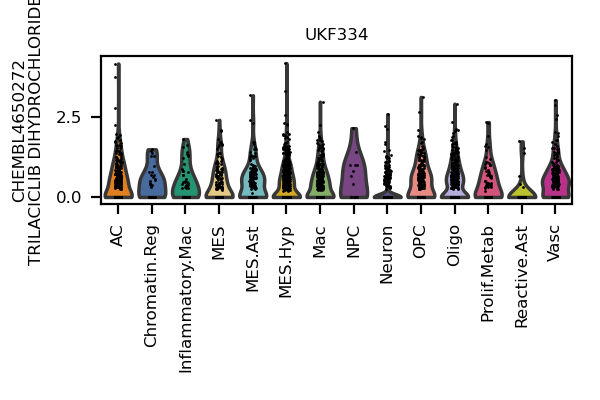 UKF334
CHEMBL4650272
TRILACICLIB DIHYDROCHLORIDE
2.5
0.0
AC
Chromatin.Reg
Inflammatory.Mac
MES
MES.Ast
MES.Hyp
Mac
NPC
Neuron
OPC
Oligo
Prolif.Metab
Reactive.Ast
Vasc